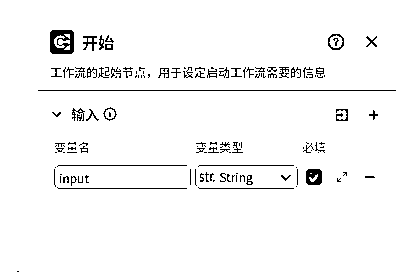 开始
工作流的起始节点，用于设定启动工作流需要的信息
输入
变量名 变量类型 必填
input str. String